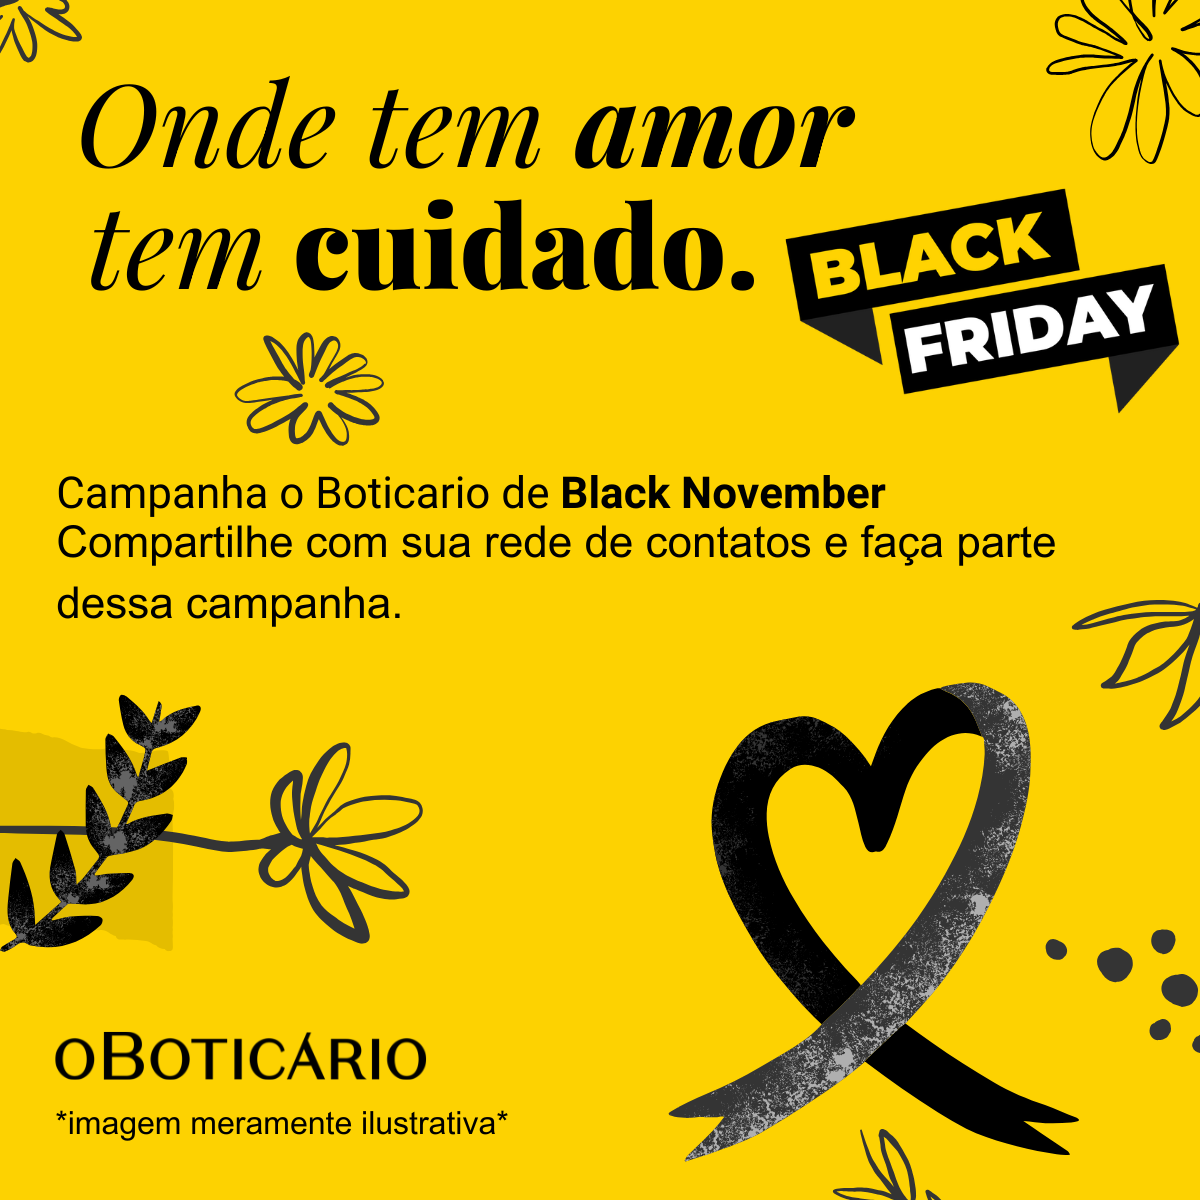 Onde tem amor
tem cuidado.
BLACK
FRIDAY
Campanha o Boticario de Black November
Compartilhe com sua rede de contatos e faça parte
dessa campanha.
oBOTICÁRIO
*imagem meramente ilustrativa*